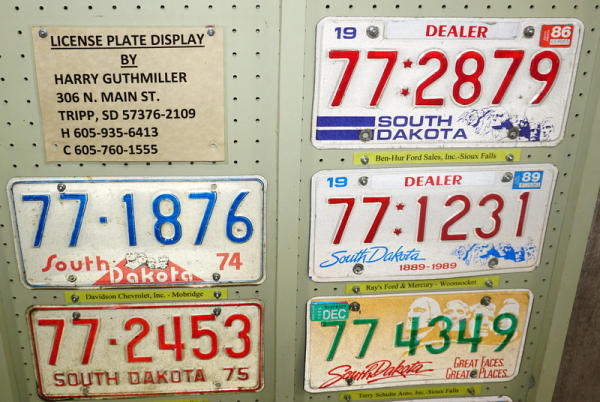 LICENSE PLATE DISPLAY
BY
HARRY GUTHMILLER
306 N. MAIN ST.
TRIPP, SD 57376-2109
H 605-935-6413
C 605-760-1555
77-1876
South Dakota 74
Davidson Chevrolet, Inc. - Mobridge
77-2453
SOUTH DAKOTA 75
19 DEALER 86
77:2879
SOUTH
DAKOTA
Ben-Hur Ford Sales, Inc.-Sioux Falls
19 DEALER 89
77:1231
South Dakota
1889-1989
Ray's Ford & Mercury - Woonsocket
DEC
77 4349
South Dakota GREAT FACES.
GREAT PLACES.
Terry Schulte Auto, Inc.-Sioux Falls